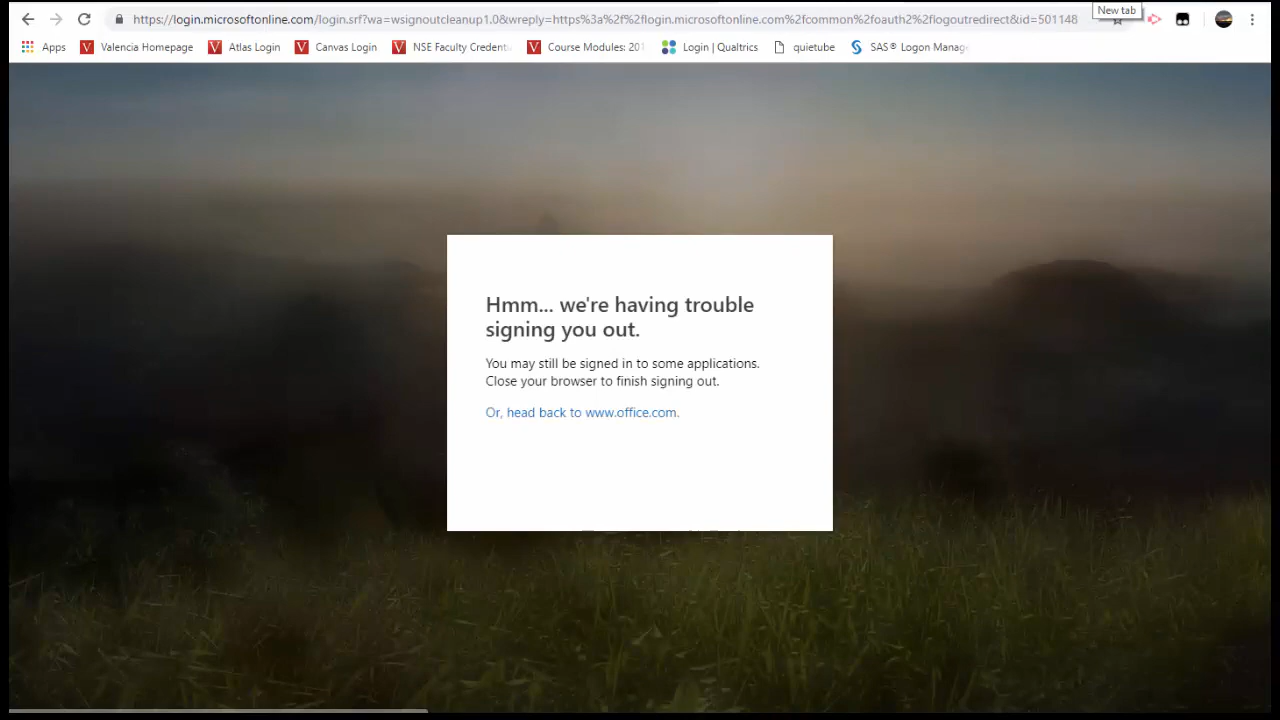 New tab
https://login.microsoftonline.com/login.srf?wa=wsignoutcleanup1.0&wreply=https%3a%2f%2flogin.microsoftonline.com%2fcommon%2foauth2%2flogoutredirect&id=501148
Apps Valencia Homepage Atlas Login Canvas Login NSE Faculty Credent Course Modules: 201 Login | Qualtrics quietube SAS® Logon Manag
Hmm... we're having trouble
signing you out.
You may still be signed in to some applications.
Close your browser to finish signing out.
Or, head back to www.office.com.